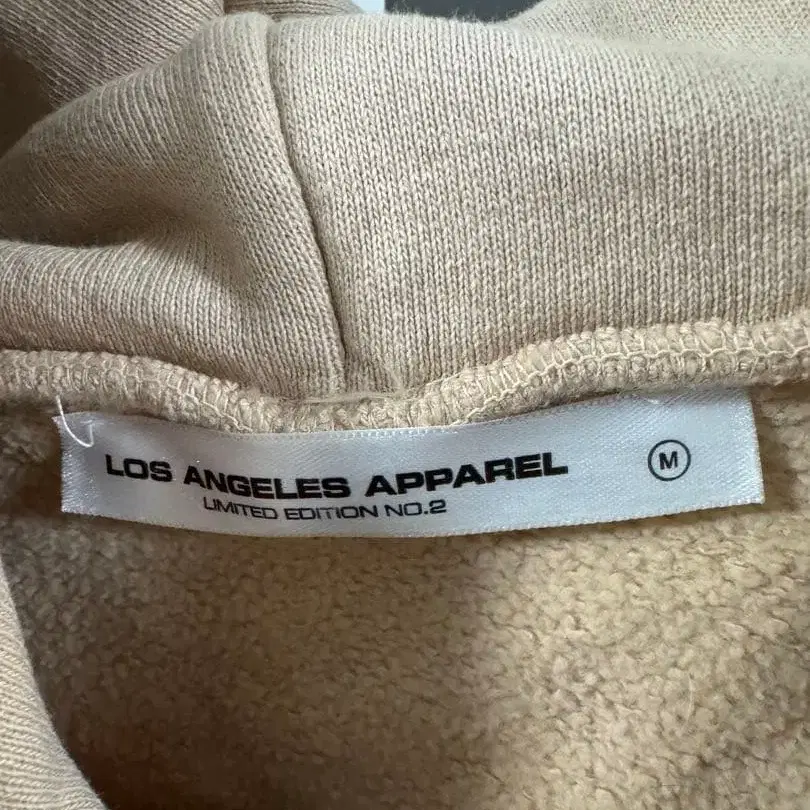 LOS ANGELES APPAREL
LIMITED EDITION NO.2
M